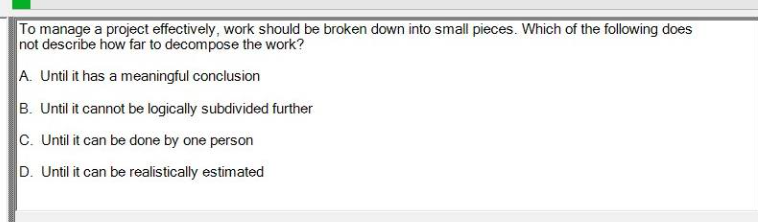 To manage a project effectively, work should be broken down into small pieces. Which of the following does
not describe how far to decompose the work?
A. Until it has a meaningful conclusion
B. Until it cannot be logically subdivided further
C. Until it can be done by one person
D. Until it can be realistically estimated